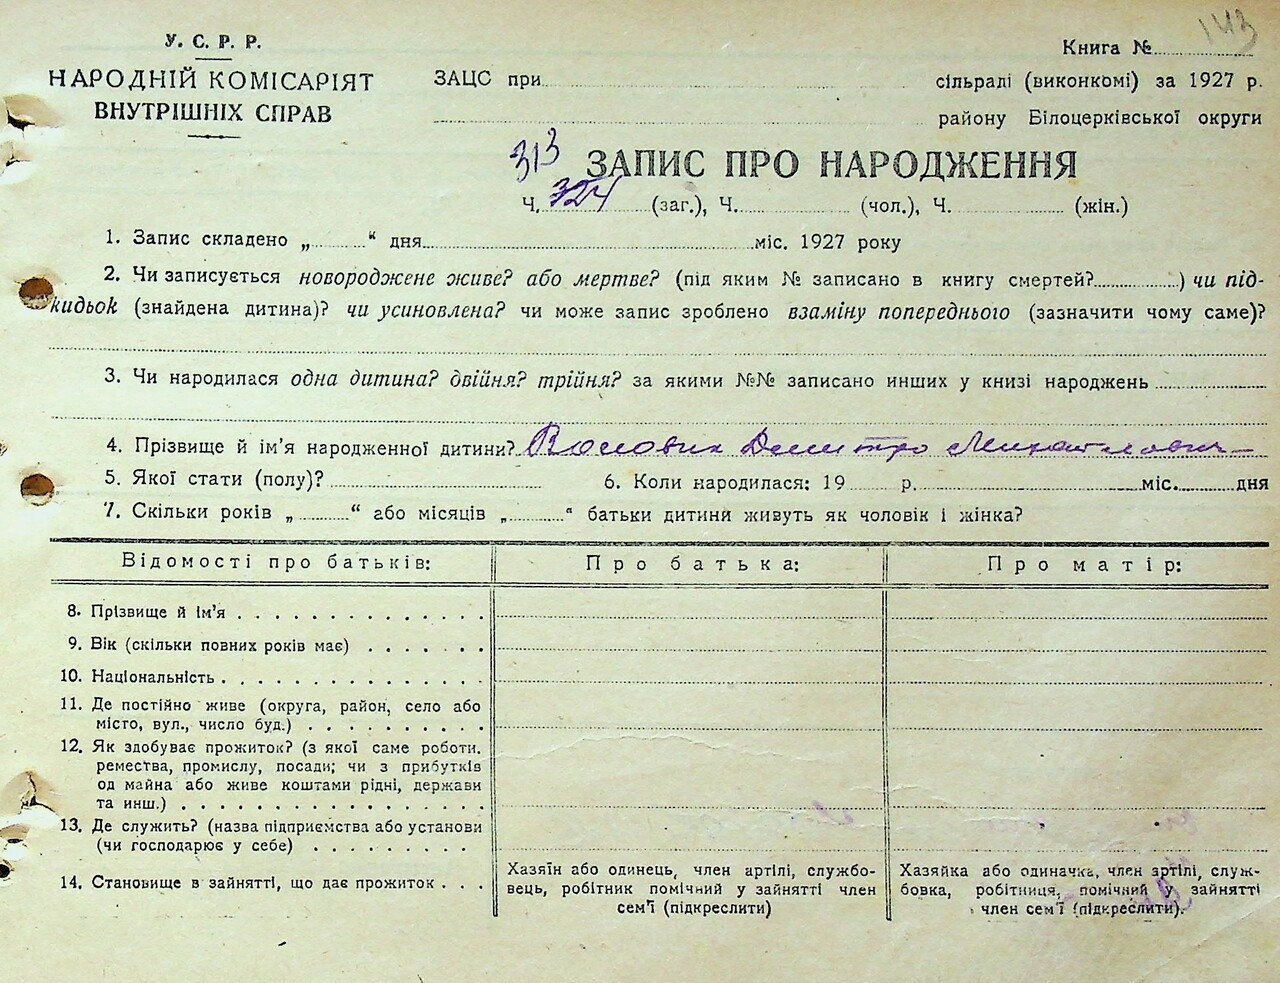 143
У. С. Р. Р.
НАРОДНІЙ КОМІСАРІЯТ
ВНУТРІШНІХ СПРАВ
Книга №
ЗАЦС при сільраді (виконкомі) за 1927 р.
району Білоцерківської округи
313
ЗАПИС ПРО НАРОДЖЕННЯ
Ч. 324 (заг.), Ч. (чол.), Ч. (жін.)
1. Запис складено „ “ дня міс. 1927 року
2. Чи записується новороджене живе? або мертве? (під яким № записано в книгу смертей? ) чи під-
кидьок (знайдена дитина)? чи усиновлена? чи може запис зроблено взаміну попереднього (зазначити чому саме)?
3. Чи народилася одна дитина? двійня? трійня? за якими №№ записано инших у книзі народжень
4. Прізвище й ім’я народженної дитини? Воловик Дмитро Михайлович
5. Якої стати (полу)? 6. Коли народилася: 19 р. міс. дня
7. Скільки років „ “ або місяців „ “ батьки дитини живуть як чоловік і жінка?
Відомості про батьків: Про батька: Про матір:
8. Прізвище й ім’я
9. Вік (скільки повних років має)
10. Національність
11. Де постійно живе (округа, район, село або
місто, вул., число буд.)
12. Як здобуває прожиток? (з якої саме роботи.
ремества, промислу, посади; чи з прибутків
од майна або живе коштами рідні, держави
та инш.)
13. Де служить? (назва підприємства або установи
(чи господарює у себе)
14. Становище в зайнятті, що дає прожиток
Хазяїн або одинець, член артілі, службо-
вець, робітник помічний у зайнятті член
сем’ї (підкреслити)
Хазяйка або одиначка, член артілі, служ-
бовка, робітниця, помічний у зайнятті
член сем’ї (підкреслити).